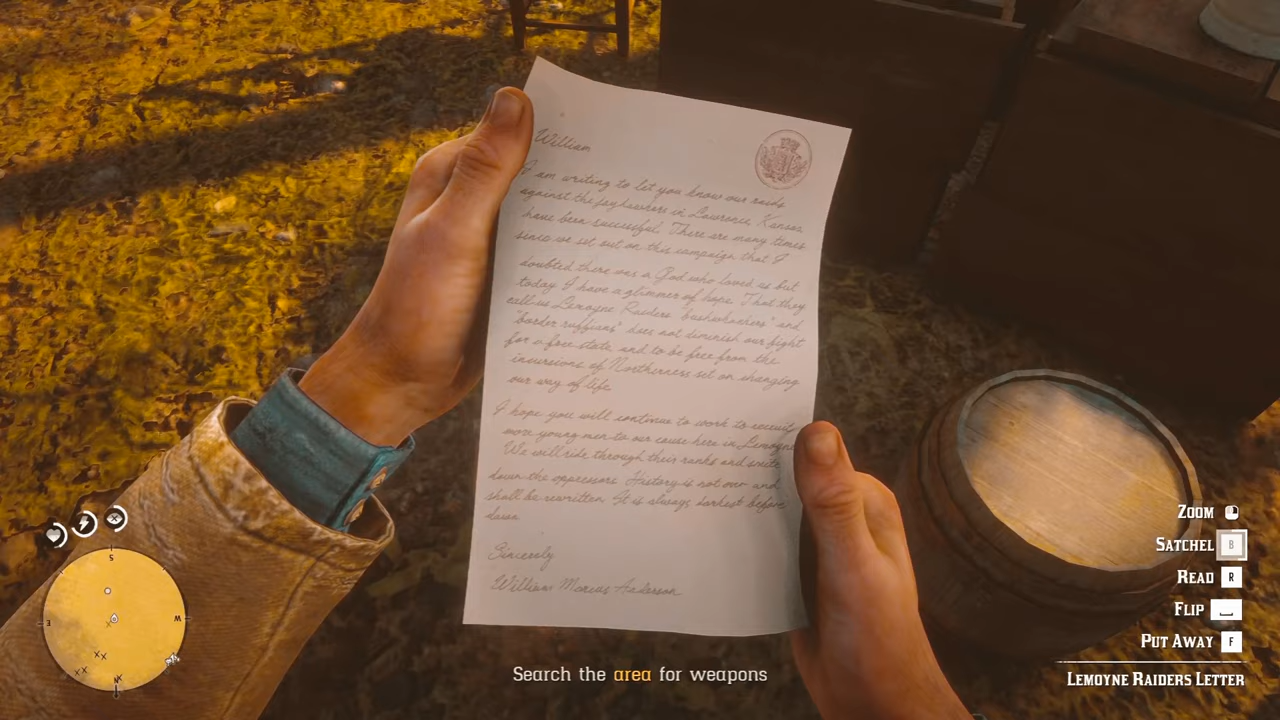 William
I am writing to let you know our raids
against the jayhawkers in Lawrence, Kansas
have been successful. There are many times
since we set out on this campaign that I
doubted there was a God who loved us but
today I have a glimmer of hope. That they
call us Lemoyne Raiders "bushwhackers" and
"border ruffians" does not diminish our fight
for a free state and to be free from the
incursions of Northerners set on changing
our way of life.
I hope you will continue to work to recruit
more young men to our cause here in Lemoyne
We will ride through their ranks and smite
down the oppressors. History is not over and
shall be rewritten. It is always darkest before
dawn.
Sincerely
William Marcus Anderson
S
E
W
N
Search the area for weapons
ZOOM
SATCHEL B
READ R
FLIP
PUT AWAY F
LEMOYNE RAIDERS LETTER